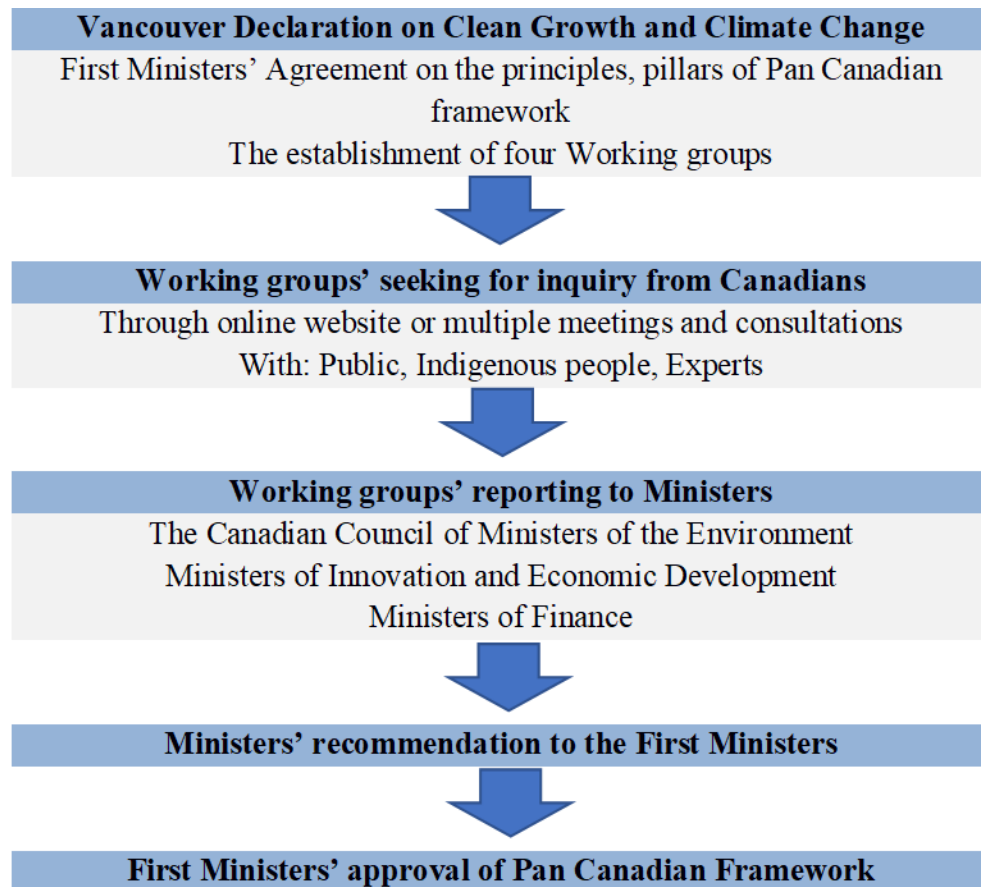 Vancouver Declaration on Clean Growth and Climate Change
First Ministers’ Agreement on the principles, pillars of Pan Canadian
framework
The establishment of four Working groups
Working groups’ seeking for inquiry from Canadians
Through online website or multiple meetings and consultations
With: Public, Indigenous people, Experts
Working groups’ reporting to Ministers
The Canadian Council of Ministers of the Environment
Ministers of Innovation and Economic Development
Ministers of Finance
Ministers’ recommendation to the First Ministers
First Ministers’ approval of Pan Canadian Framework